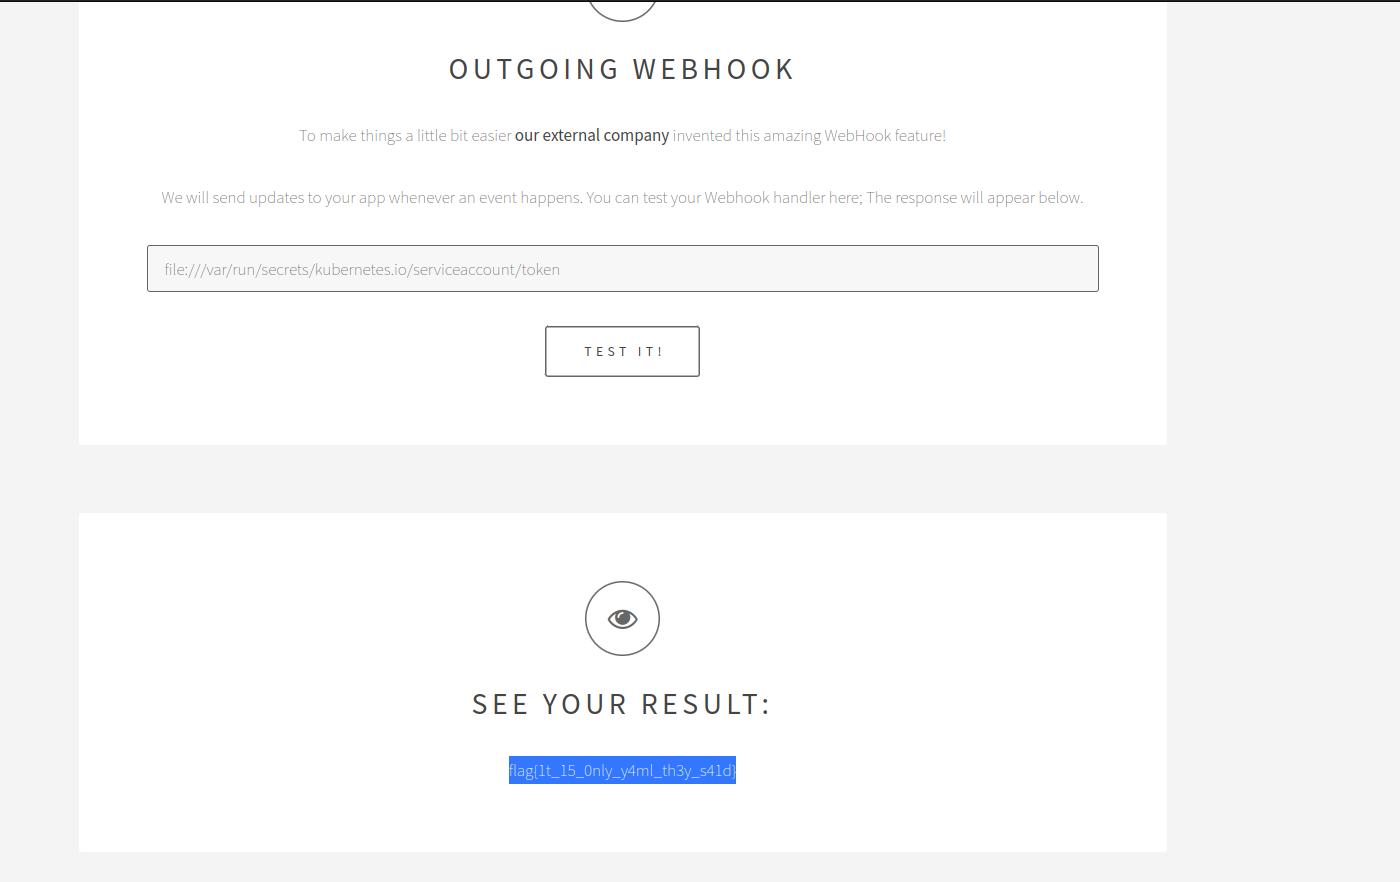 OUTGOING WEBHOOK
To make things a little bit easier our external company invented this amazing WebHook feature!
We will send updates to your app whenever an event happens. You can test your Webhook handler here; The response will appear below.
file:///var/run/secrets/kubernetes.io/serviceaccount/token
TEST IT!
SEE YOUR RESULT:
flag{1t_15_0nly_y4ml_th3y_s41d}